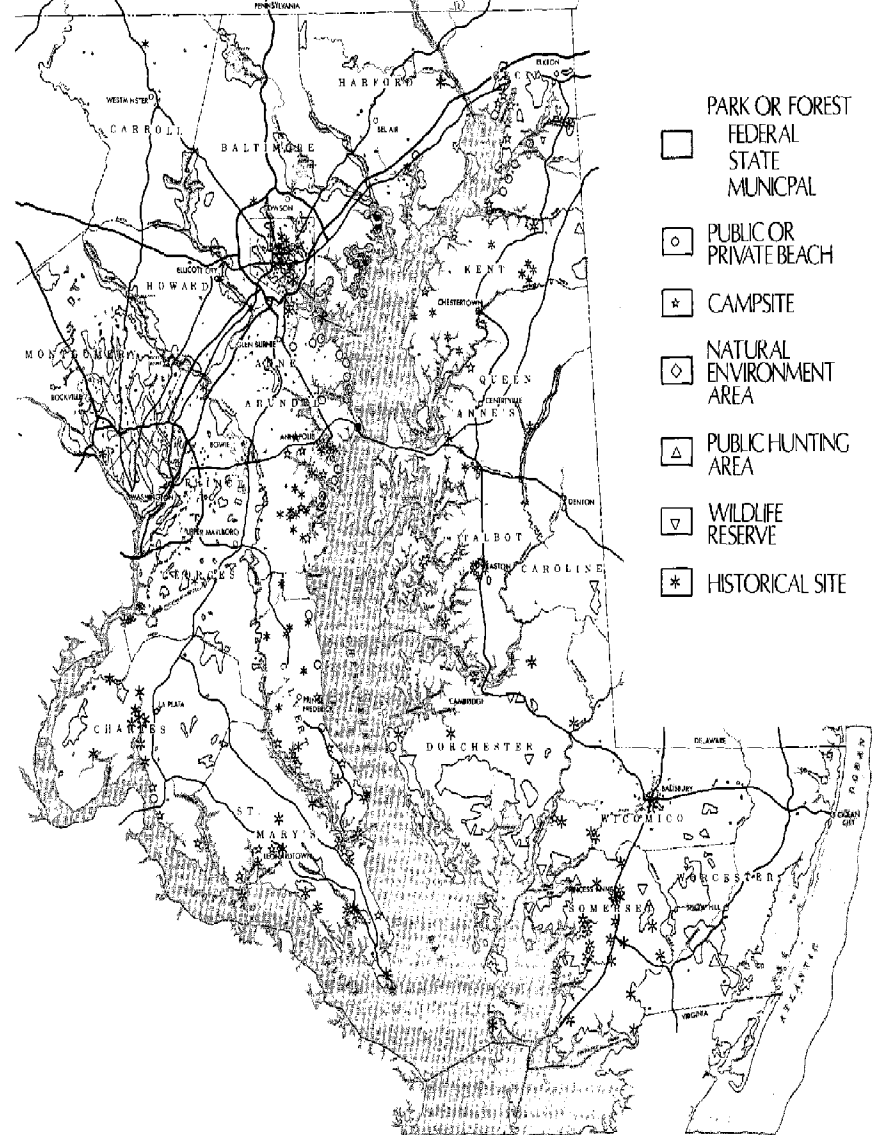 PENNSYLVANIA
ELKTON
CECIL
HARFORD
WESTMINSTER
BEL AIR
CARROLL
BALTIMORE
TOWSON
ELLICOTT CITY
HOWARD
KENT
CHESTERTOWN
GLEN BURNIE
MONTGOMERY
ANNE
ARUNDEL
ROCKVILLE
QUEEN
ANNE'S
CENTRVILLE
ANNAPOLIS
BOWIE
PRINCE
WASHINGTON
DENTON
UPPER MARLBORO
TALBOT
GEORGES
EASTON
CAROLINE
PRINCE
FREDERICK
CAMBRIDGE
LA PLATA
CHARLES
DORCHESTER
DELAWARE
OCEAN
SALISBURY
ST.
MARY'S
WICOMICO
OCEAN
CITY
LEONARDTOWN
PRINCESS ANNE
WORCESTER
SOMERSET
SNOW HILL
ATLANTIC
VIRGINIA
PARK OR FOREST
FEDERAL
STATE
MUNICPAL
PUBLIC OR
PRIVATE BEACH
CAMPSITE
NATURAL
ENVIRONMENT
AREA
PUBLIC HUNTING
AREA
WILDLIFE
RESERVE
HISTORICAL SITE